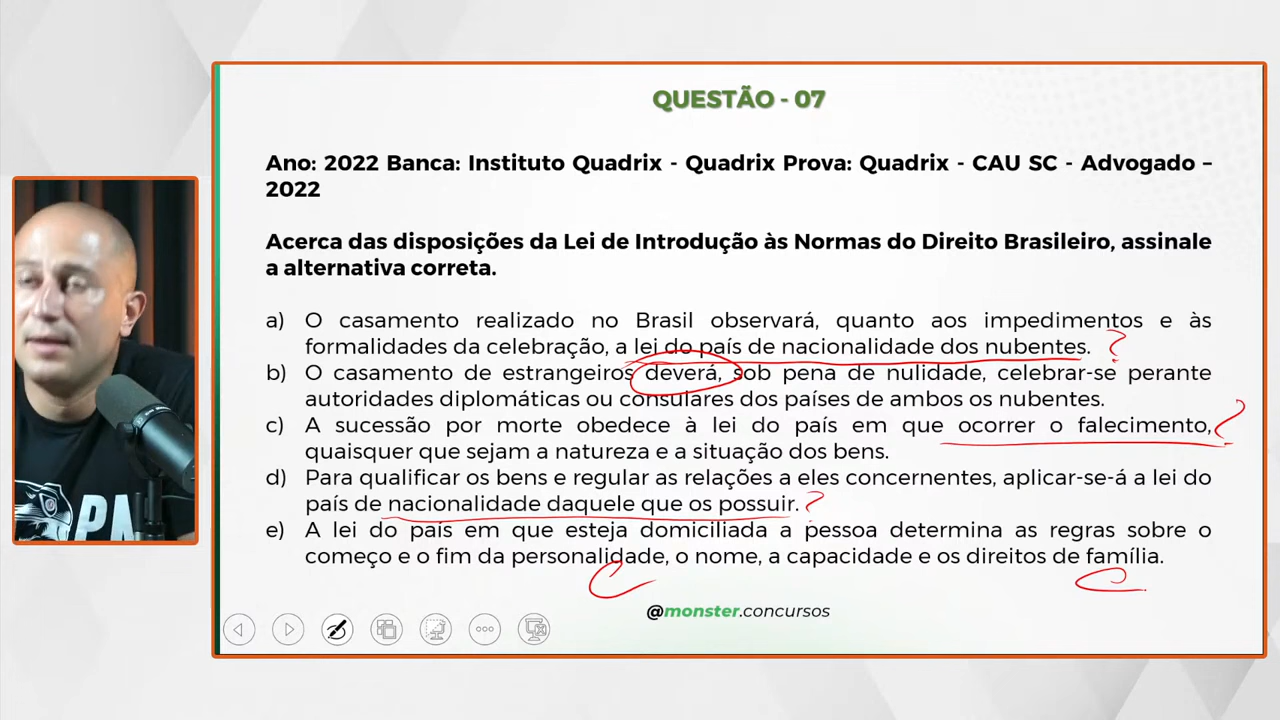 QUESTÃO - 07
Ano: 2022 Banca: Instituto Quadrix - Quadrix Prova: Quadrix - CAU SC - Advogado –
2022
Acerca das disposições da Lei de Introdução às Normas do Direito Brasileiro, assinale
a alternativa correta.
a) O casamento realizado no Brasil observará, quanto aos impedimentos e às
formalidades da celebração, a lei do país de nacionalidade dos nubentes. ?
b) O casamento de estrangeiros deverá, sob pena de nulidade, celebrar-se perante
autoridades diplomáticas ou consulares dos países de ambos os nubentes.
c) A sucessão por morte obedece à lei do país em que ocorrer o falecimento, ?
quaisquer que sejam a natureza e a situação dos bens.
d) Para qualificar os bens e regular as relações a eles concernentes, aplicar-se-á a lei do
país de nacionalidade daquele que os possuir. ?
e) A lei do país em que esteja domiciliada a pessoa determina as regras sobre o
começo e o fim da personalidade, o nome, a capacidade e os direitos de família.
@monster.concursos